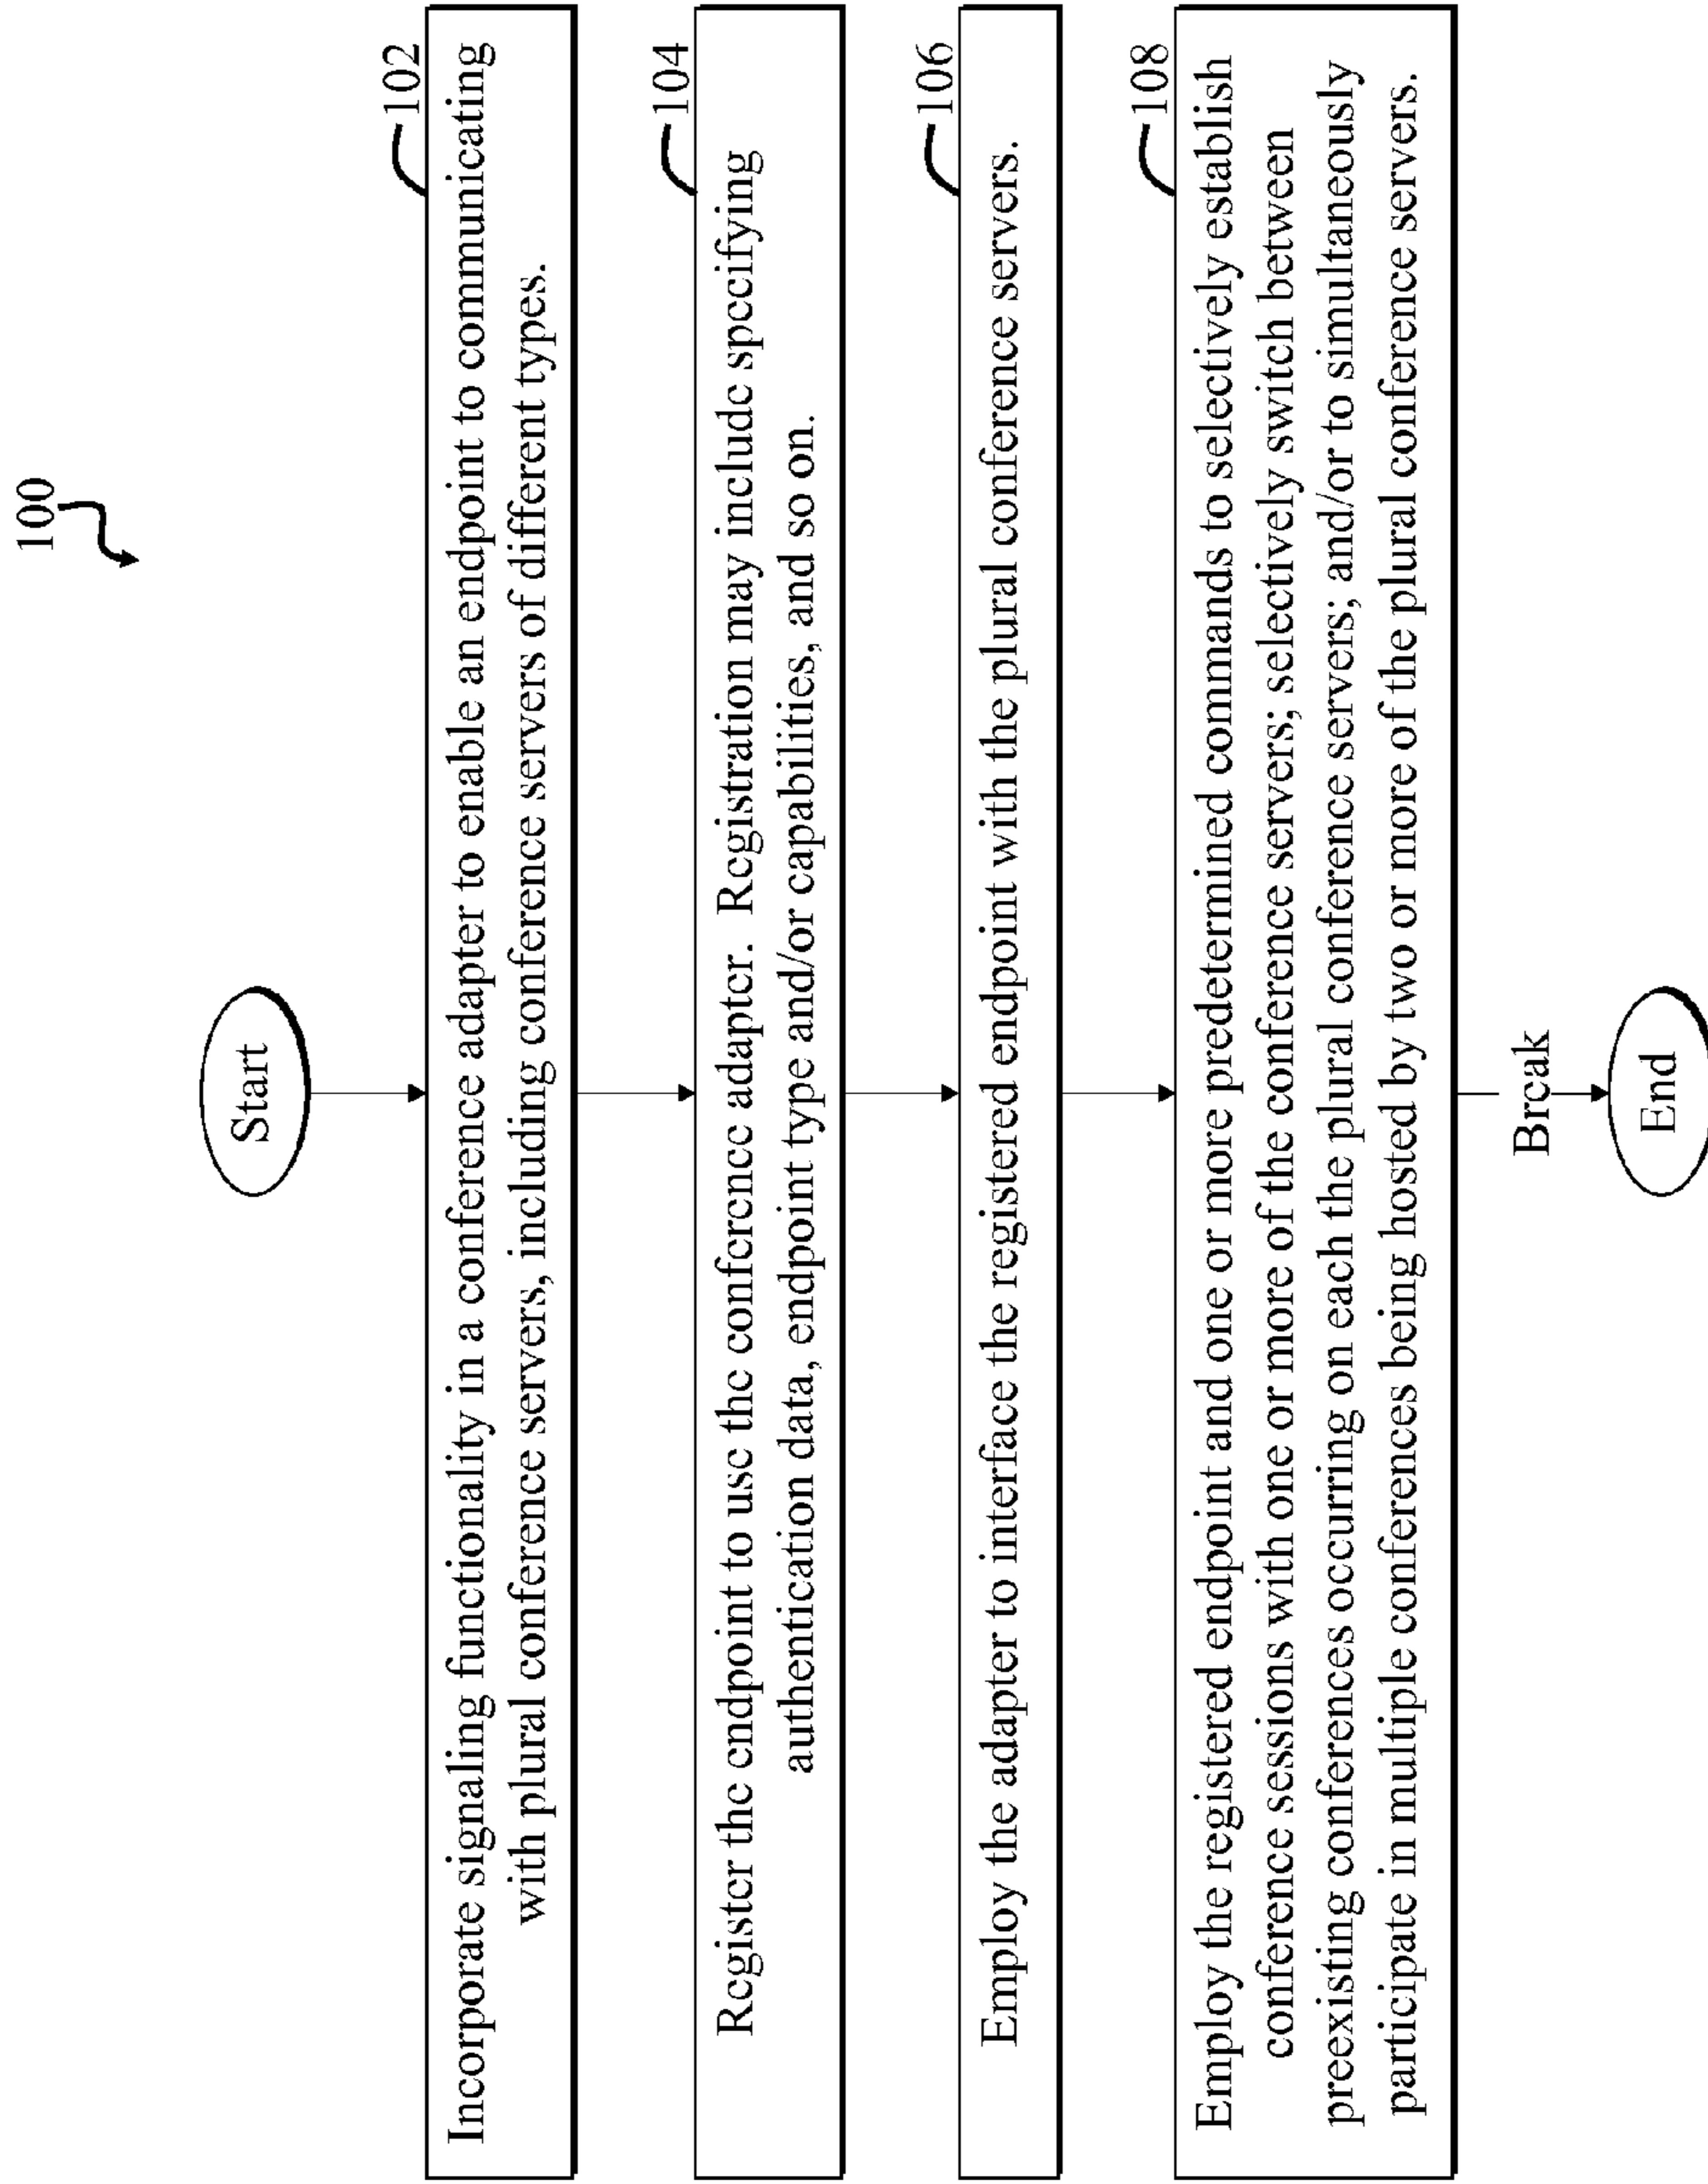 100
Start
102
Incorporate signaling functionality in a conference adapter to enable an endpoint to communicating
with plural conference servers, including conference servers of different types.
104
Register the endpoint to use the conference adapter.  Registration may include specifying
authentication data, endpoint type and/or capabilities, and so on.
106
Employ the adapter to interface the registered endpoint with the plural conference servers.
108
Employ the registered endpoint and one or more predetermined commands to selectively establish
conference sessions with one or more of the conference servers; selectively switch between
preexisting conferences occurring on each the plural conference servers; and/or to simultaneously
participate in multiple conferences being hosted by two or more of the plural conference servers.
Break
End